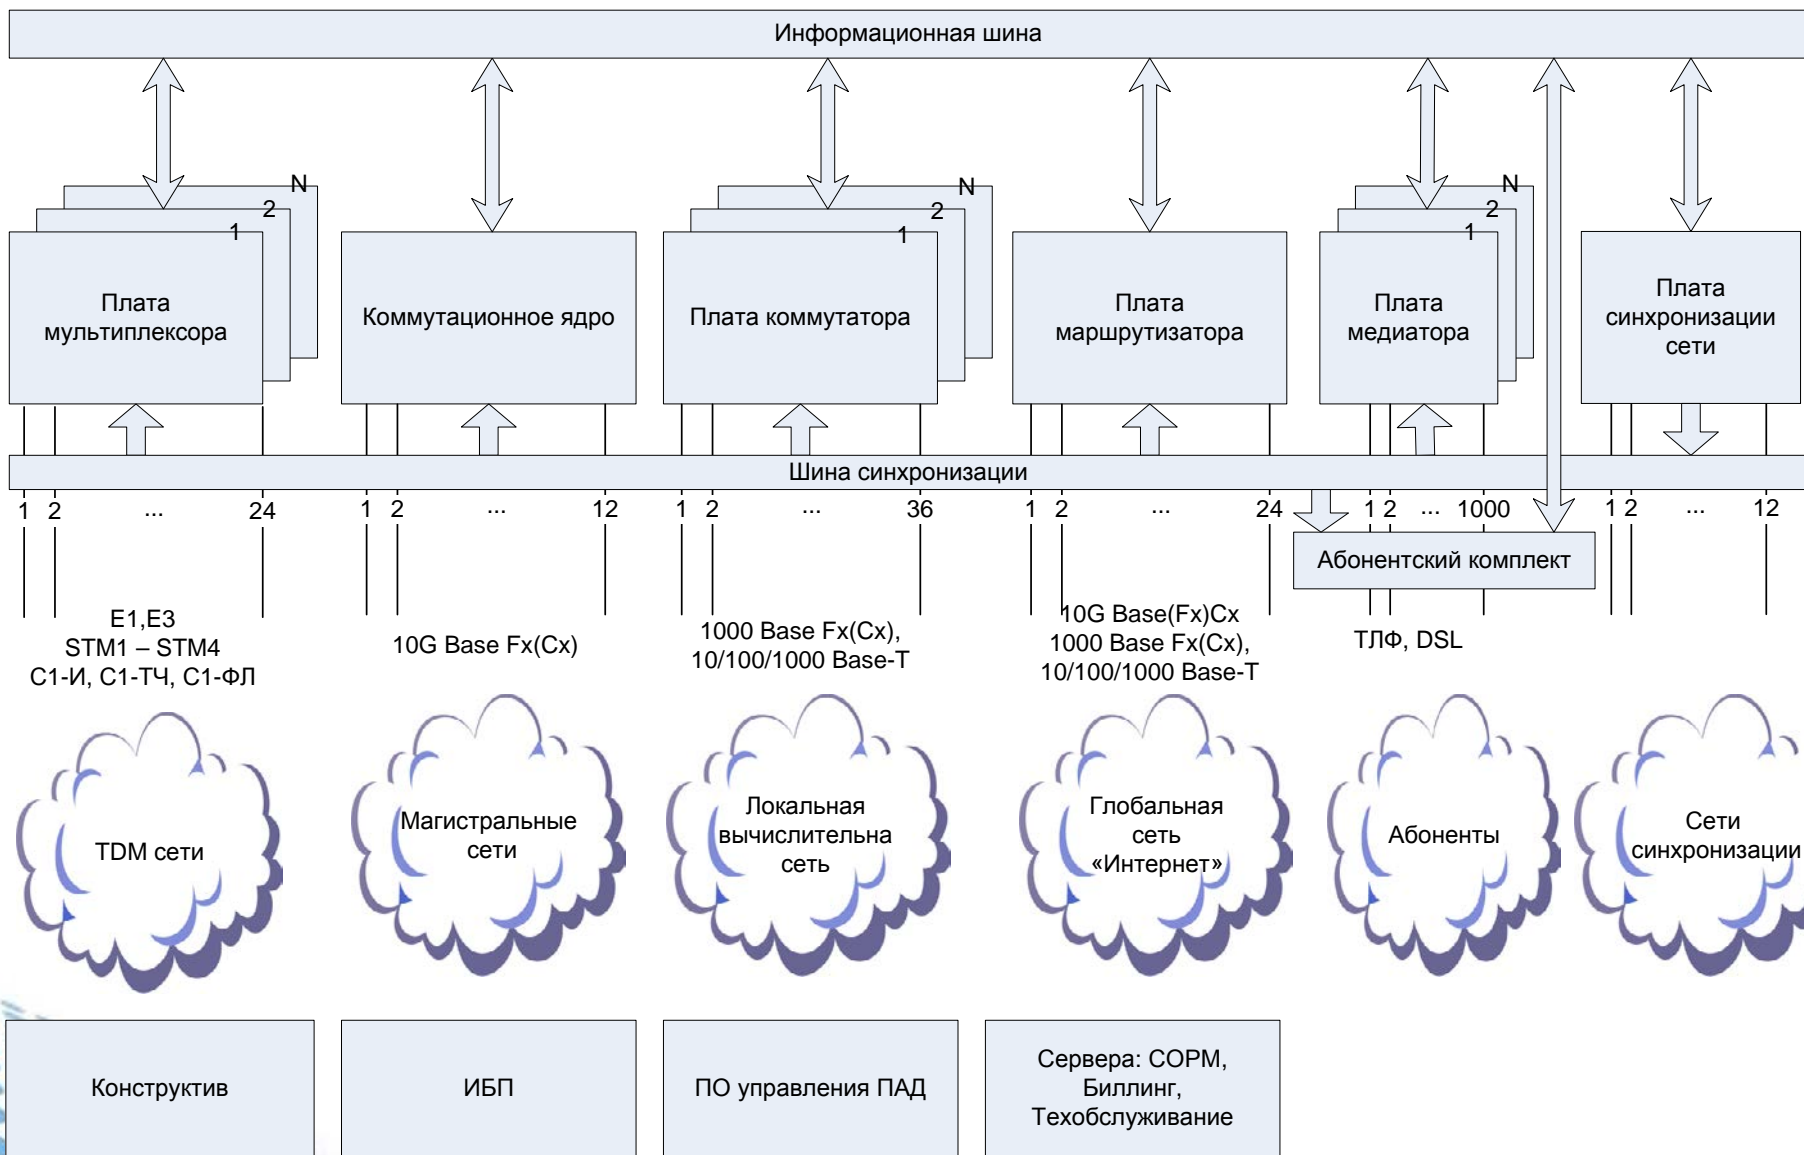 Информационная шина
N
2
1
Плата
мультиплексора
Коммутационное ядро
N
2
1
Плата коммутатора
Плата
маршрутизатора
N
2
1
Плата
медиатора
Плата
синхронизации
сети
Шина синхронизации
1 2 ... 24
1 2 ... 12
1 2 ... 36
1 2 ... 24
1 2 ... 1000
1 2 ... 12
Абонентский комплект
E1,E3
STM1 – STM4
С1-И, С1-ТЧ, С1-ФЛ
10G Base Fx(Cx)
1000 Base Fx(Cx),
10/100/1000 Base-T
10G Base(Fx)Cx
1000 Base Fx(Cx),
10/100/1000 Base-T
ТЛФ, DSL
TDM сети
Магистральные
сети
Локальная
вычислительна
сеть
Глобальная
сеть
«Интернет»
Абоненты
Сети
синхронизации
Конструктив
ИБП
ПО управления ПАД
Сервера: СОРМ,
Биллинг,
Техобслуживание